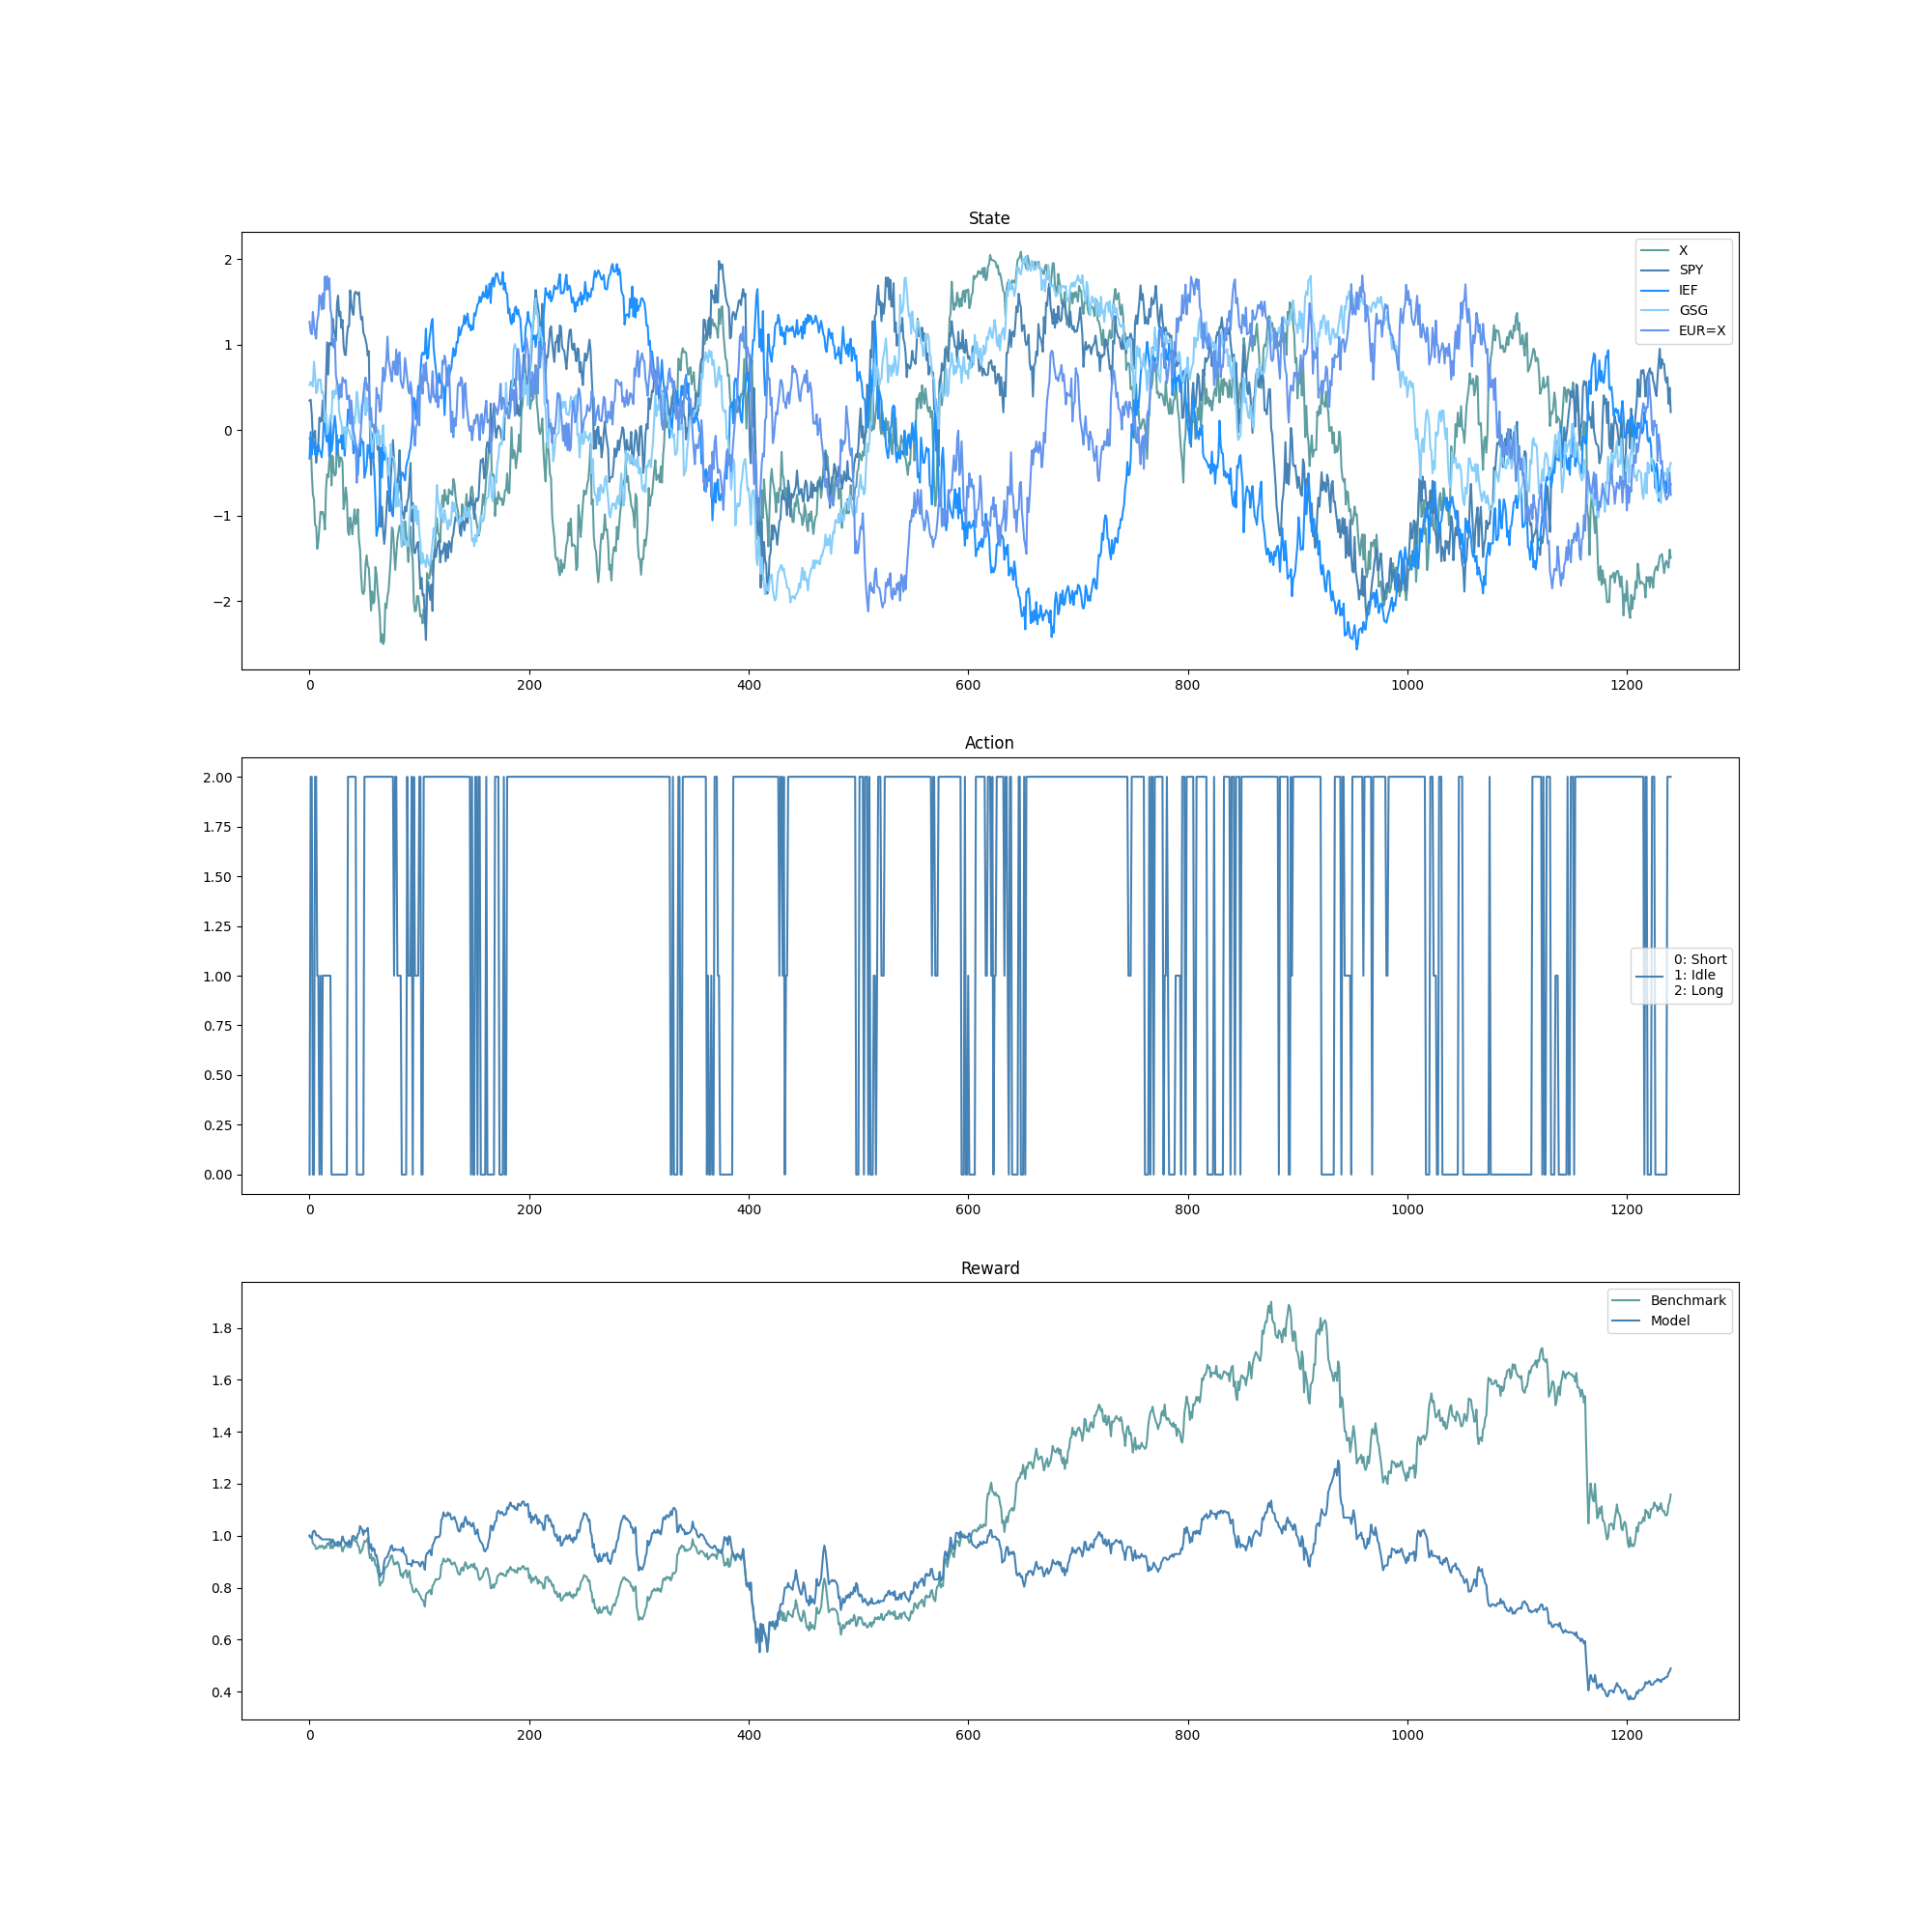 State
2
1
0
−1
−2
X
SPY
IEF
GSG
EUR=X
0 200 400 600 800 1000 1200
Action
2.00
1.75
1.50
1.25
1.00
0.75
0.50
0.25
0.00
0: Short
1: Idle
2: Long
0 200 400 600 800 1000 1200
Reward
1.8
1.6
1.4
1.2
1.0
0.8
0.6
0.4
Benchmark
Model
0 200 400 600 800 1000 1200